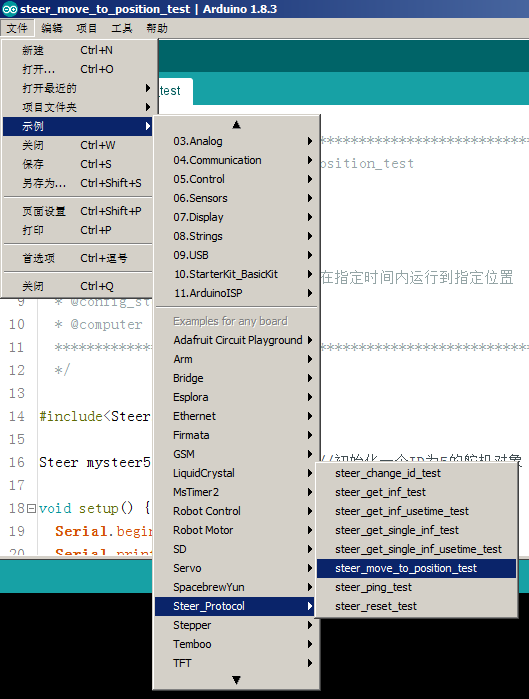 steer_move_to_position_test | Arduino 1.8.3
文件 编辑 项目 工具 帮助
新建 Ctrl+N
打开... Ctrl+O
打开最近的
项目文件夹
示例
关闭 Ctrl+W
保存 Ctrl+S
另存为... Ctrl+Shift+S
页面设置 Ctrl+Shift+P
打印 Ctrl+P
首选项 Ctrl+逗号
关闭 Ctrl+Q
_test
03.Analog
04.Communication
05.Control
06.Sensors
07.Display
08.Strings
09.USB
10.StarterKit_BasicKit
11.ArduinoISP
Examples for any board
Adafruit Circuit Playground
Arm
Bridge
Esplora
Ethernet
Firmata
GSM
LiquidCrystal
MsTimer2
Robot Control
Robot Motor
SD
Servo
SpacebrewYun
Steer_Protocol
Stepper
Temboo
TFT
steer_change_id_test
steer_get_inf_test
steer_get_inf_usetime_test
steer_get_single_inf_test
steer_get_single_inf_usetime_test
steer_move_to_position_test
steer_ping_test
steer_reset_test
*******************************
osition_test
在指定时间内运行到指定位置
9 * @config_st
10 * @computer
11 ****************** *******************************
12 */
13
14 #include<Steer
15
16 Steer mysteer5 //初始化一个ID为5的舵机对象
17
18 void setup() {
19 Serial.begin
20 Serial.print